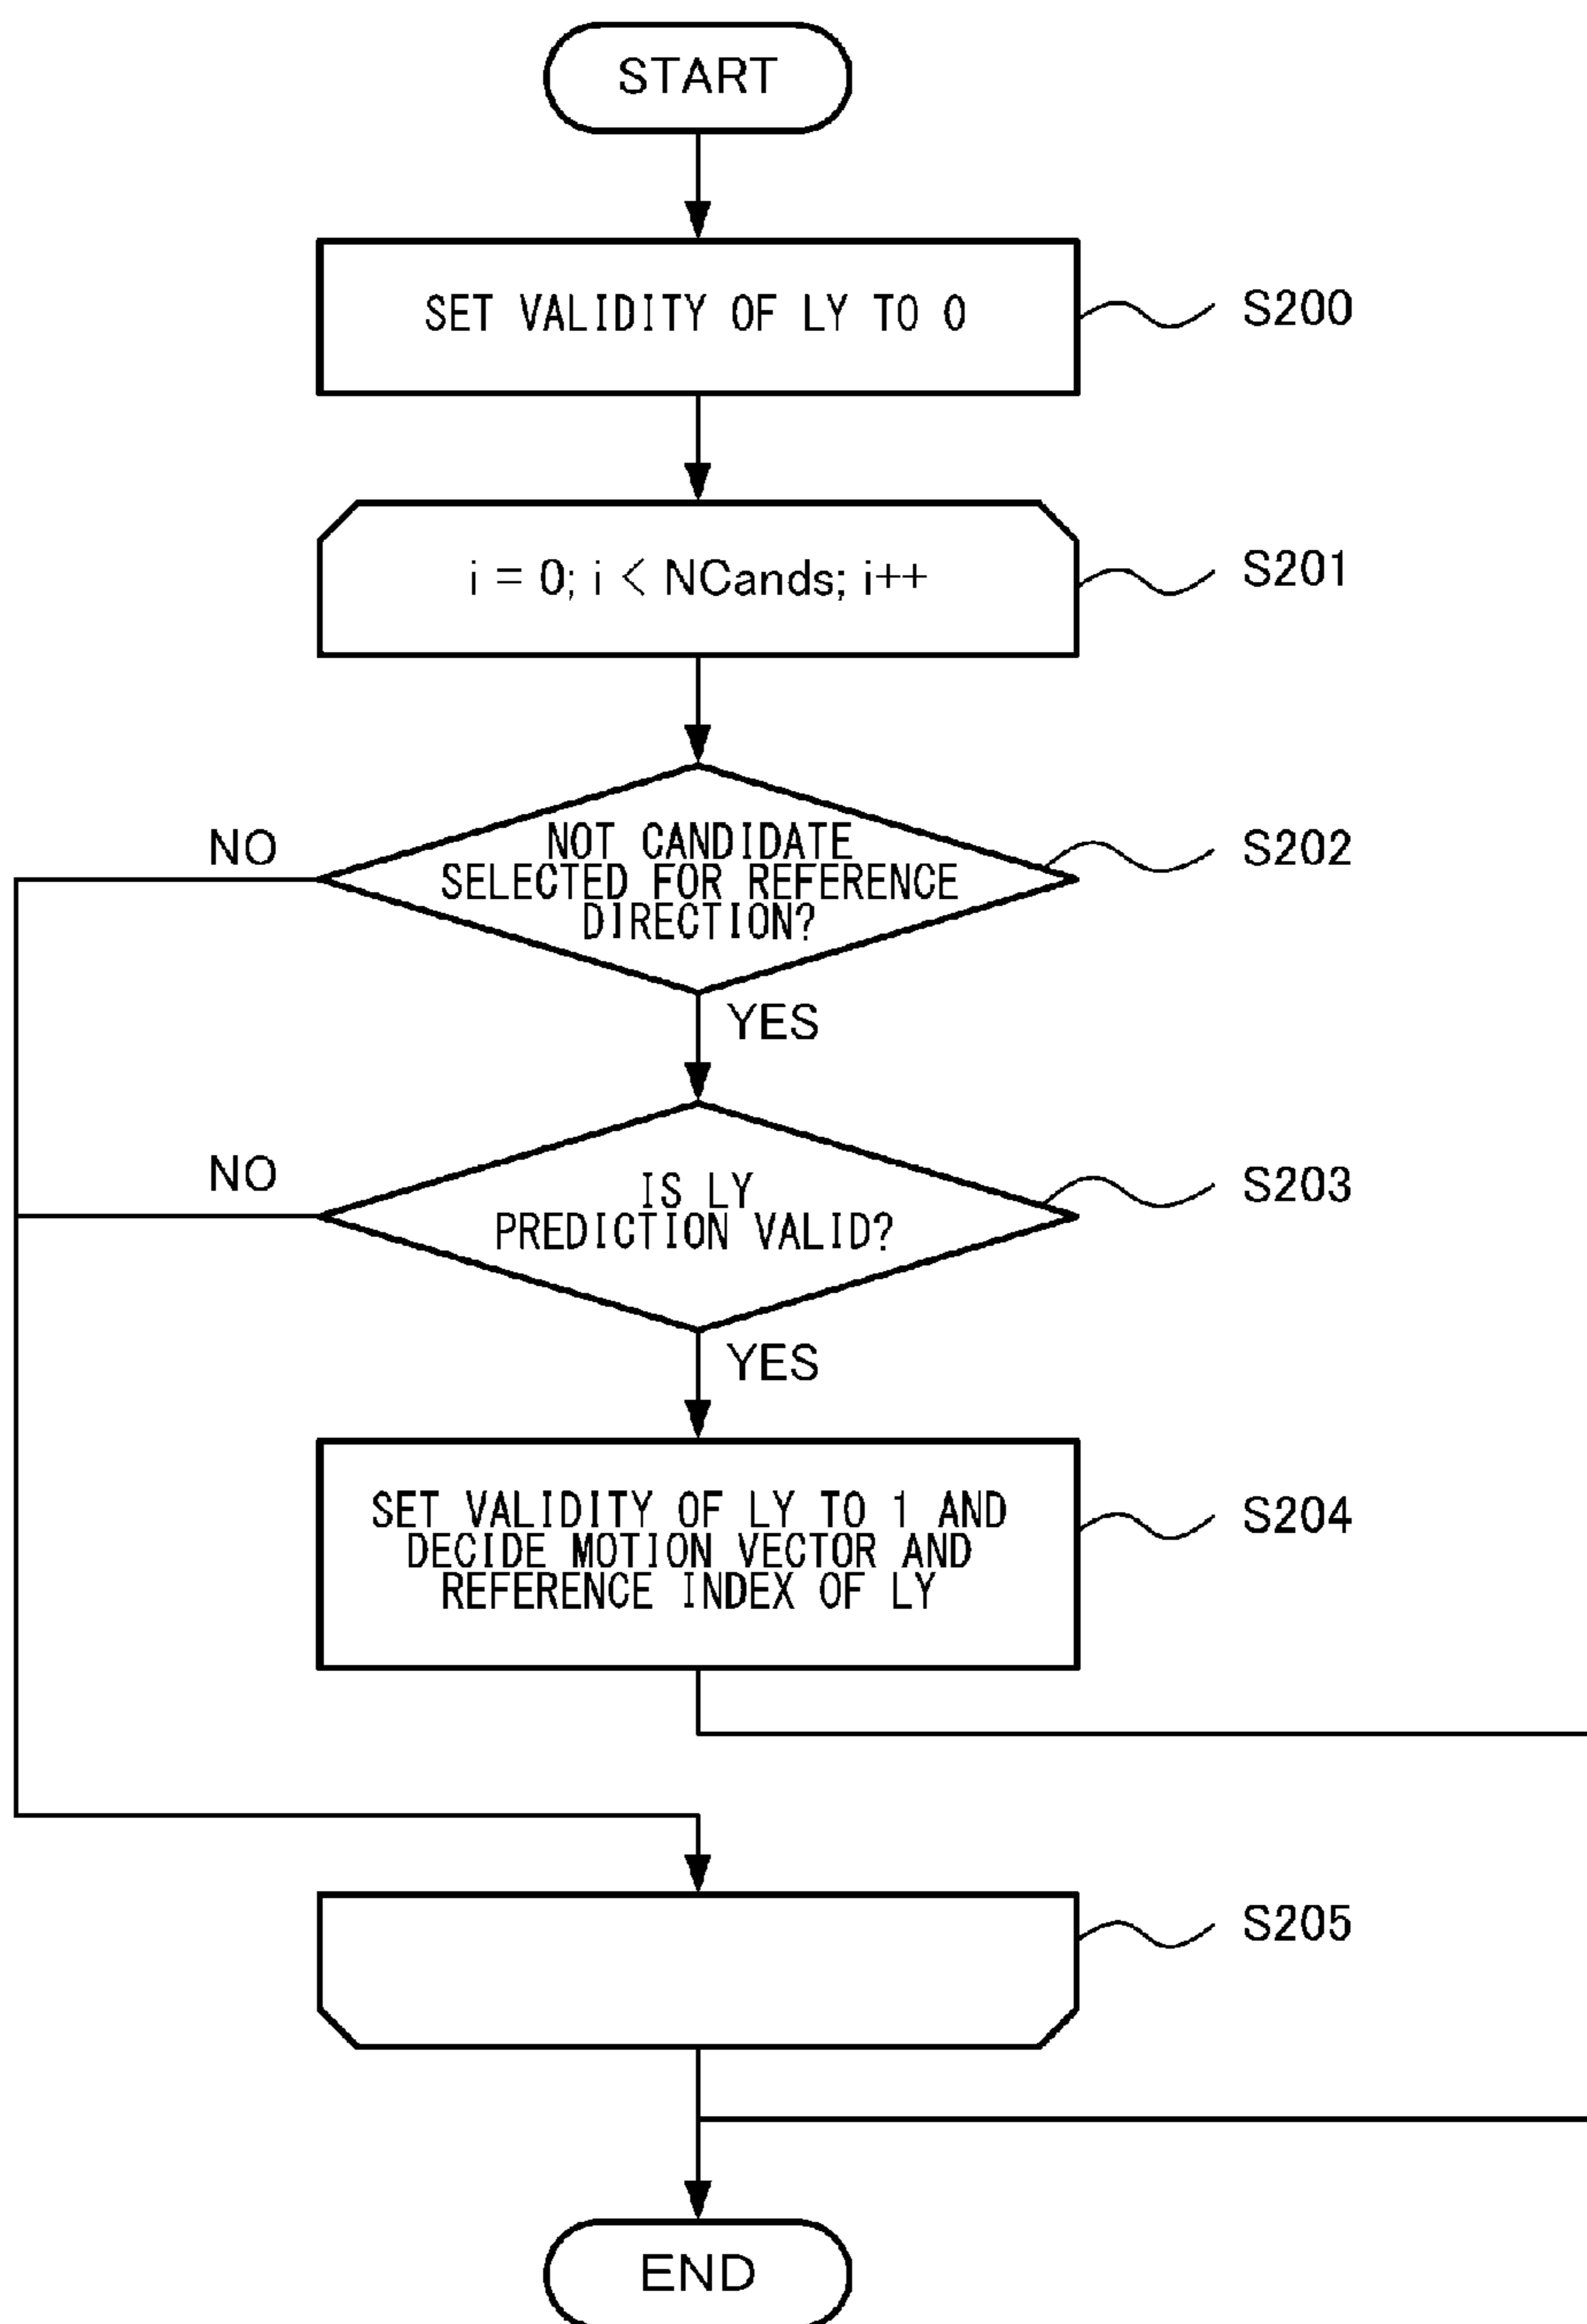 START
SET VALIDITY OF LY TO 0
S200
i = 0; i < NCands; i++
S201
NO
NOT CANDIDATE
SELECTED FOR REFERENCE
DIRECTION?
S202
YES
NO
IS LY
PREDICTION VALID?
S203
YES
SET VALIDITY OF LY TO 1 AND
DECIDE MOTION VECTOR AND
REFERENCE INDEX OF LY
S204
S205
END